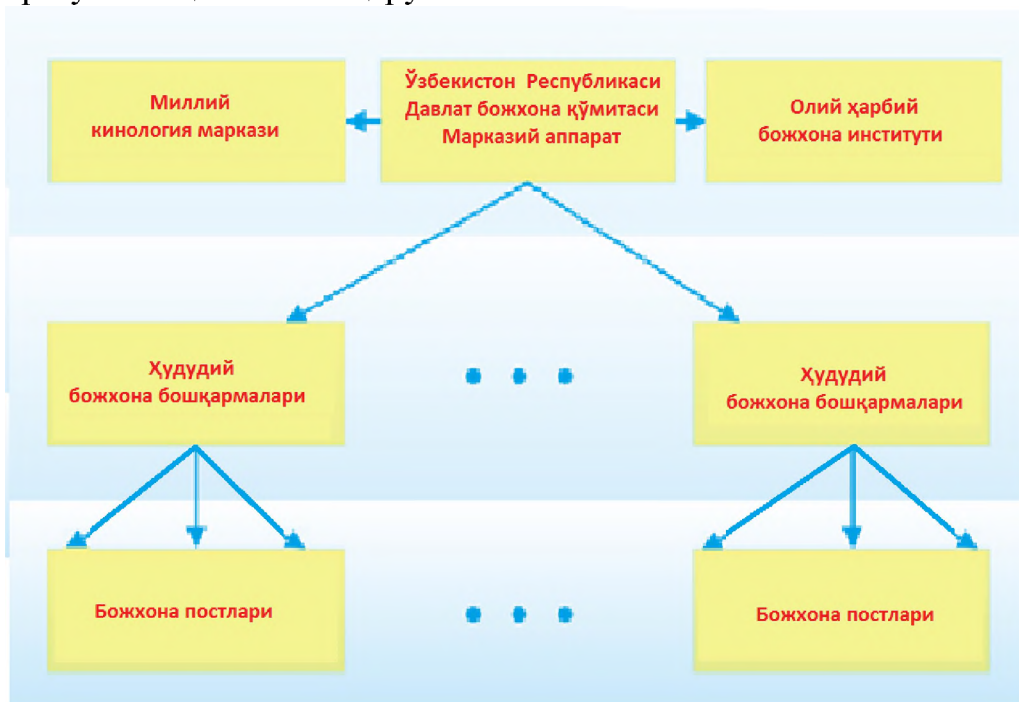 Миллий
кинология маркази
Ўзбекистон Республикаси
Давлат божхона қўмитаси
Марказий аппарат
Олий ҳарбий
божхона институти
Ҳудудий
божхона бошқармалари
Ҳудудий
божхона бошқармалари
Божхона постлари
Божхона постлари